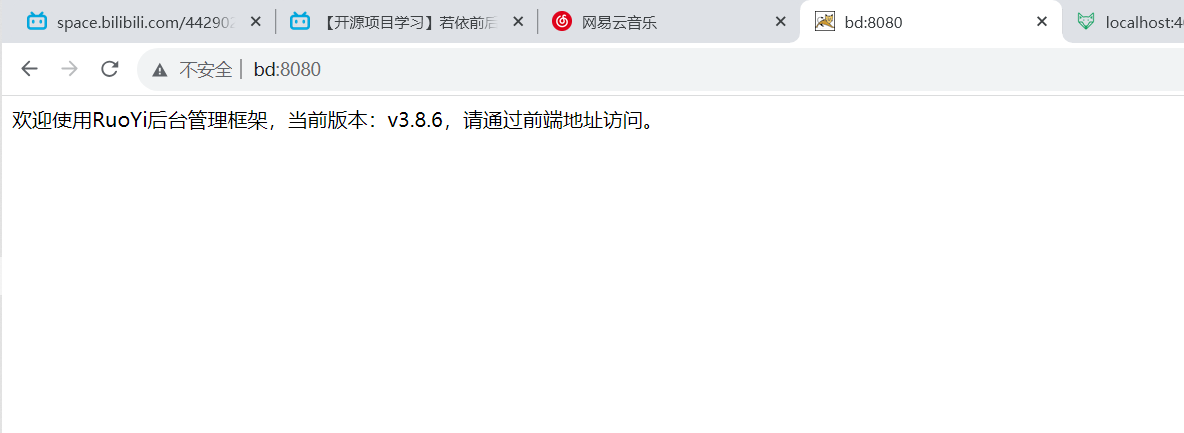 space.bilibili.com/44290
【开源项目学习】若依前后
网易云音乐
bd:8080
localhost:4
不安全 bd:8080
欢迎使用RuoYi后台管理框架，当前版本：v3.8.6，请通过前端地址访问。